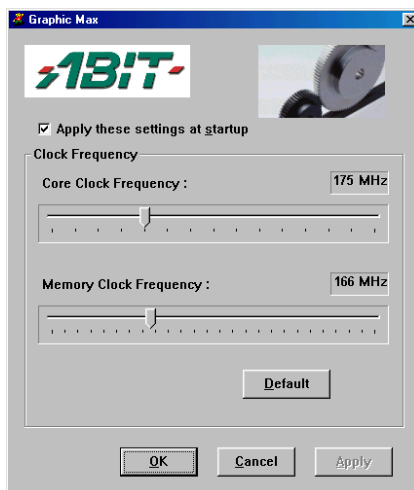 Graphic Max
ABIT
Apply these settings at startup
Clock Frequency
Core Clock Frequency : 175 MHz
Memory Clock Frequency : 166 MHz
Default
OK Cancel Apply